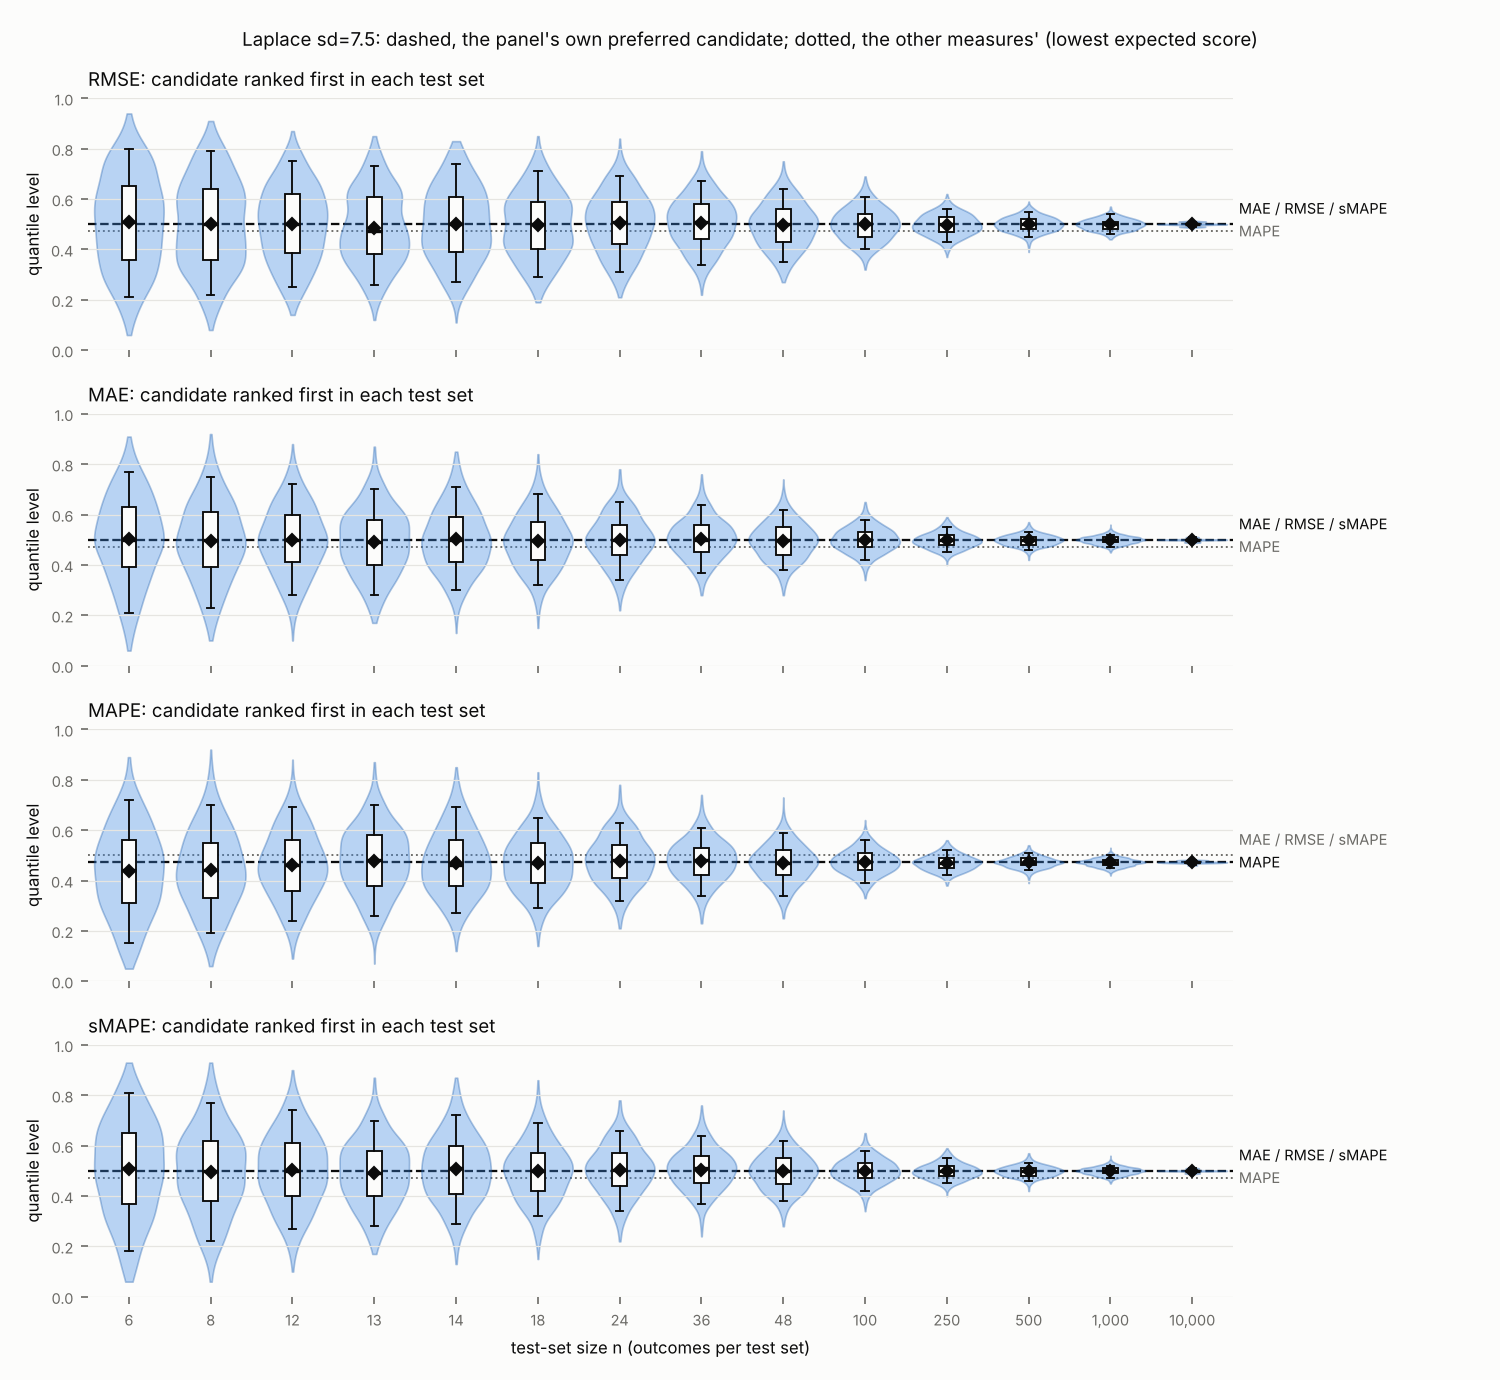 Laplace sd=7.5: dashed, the panel's own preferred candidate; dotted, the other measures' (lowest expected score)
RMSE: candidate ranked first in each test set
1.0
0.8
0.6
0.4
0.2
0.0
quantile level
MAE / RMSE / sMAPE
MAPE
MAE: candidate ranked first in each test set
1.0
0.8
0.6
0.4
0.2
0.0
quantile level
MAE / RMSE / sMAPE
MAPE
MAPE: candidate ranked first in each test set
1.0
0.8
0.6
0.4
0.2
0.0
quantile level
MAE / RMSE / sMAPE
MAPE
sMAPE: candidate ranked first in each test set
1.0
0.8
0.6
0.4
0.2
0.0
quantile level
MAE / RMSE / sMAPE
MAPE
6 8 12 13 14 18 24 36 48 100 250 500 1,000 10,000
test-set size n (outcomes per test set)